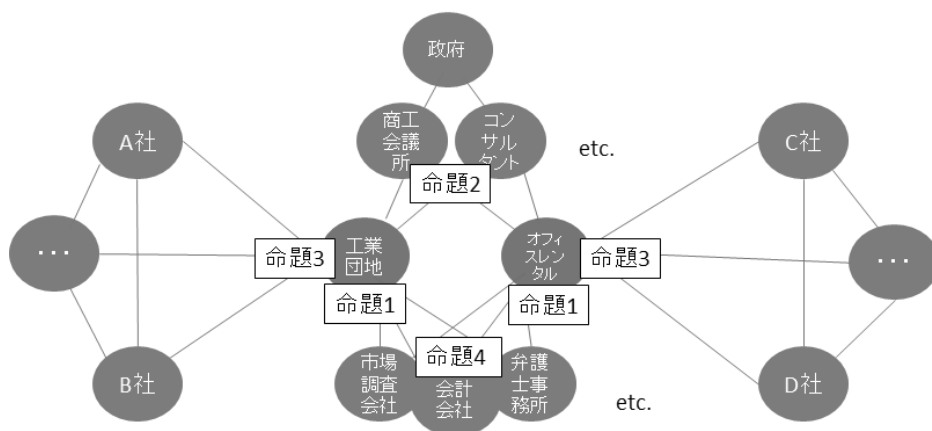 政府
商工
会議
所
コン
サル
タント
etc.
命題2
A社
C社
...
命題3
工業
団地
オフィ
スレン
タル
命題3
...
命題1
命題1
命題4
市場
調査
会社
会計
会社
弁護
士事
務所
B社
D社
etc.